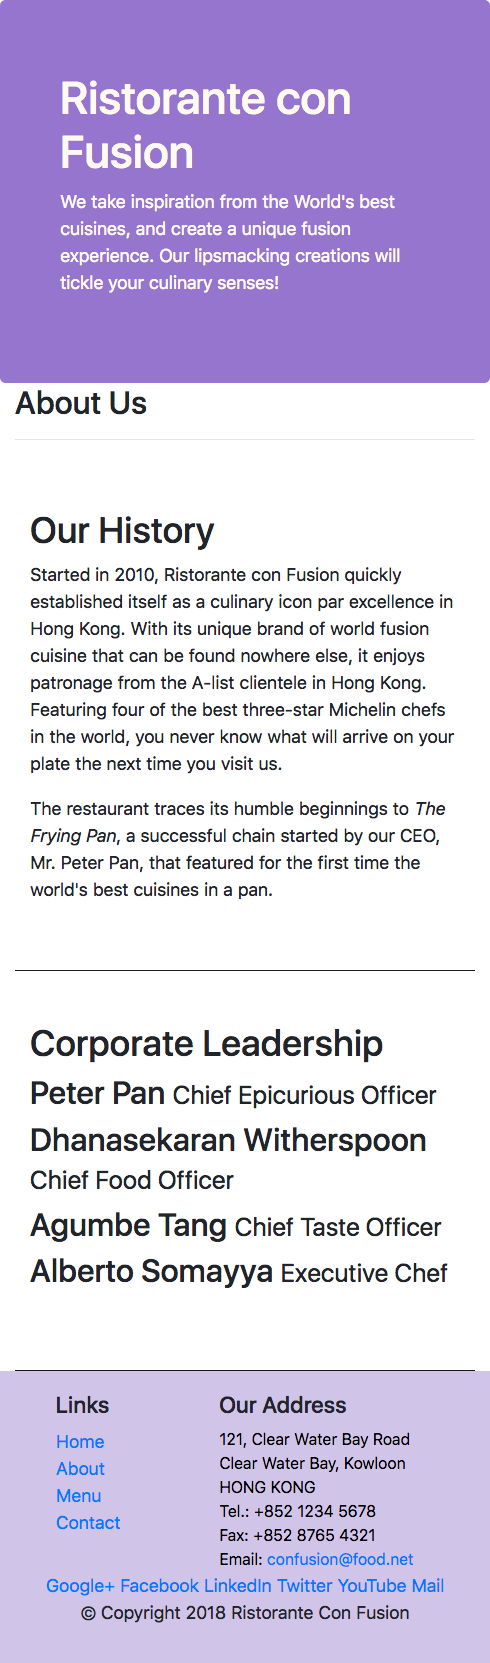 Ristorante con
Fusion
We take inspiration from the World's best
cuisines, and create a unique fusion
experience. Our lipsmacking creations will
tickle your culinary senses!
About Us
Our History
Started in 2010, Ristorante con Fusion quickly
established itself as a culinary icon par excellence in
Hong Kong. With its unique brand of world fusion
cuisine that can be found nowhere else, it enjoys
patronage from the A-list clientele in Hong Kong.
Featuring four of the best three-star Michelin chefs
in the world, you never know what will arrive on your
plate the next time you visit us.
The restaurant traces its humble beginnings to The
Frying Pan, a successful chain started by our CEO,
Mr. Peter Pan, that featured for the first time the
world's best cuisines in a pan.
Corporate Leadership
Peter Pan Chief Epicurious Officer
Dhanasekaran Witherspoon
Chief Food Officer
Agumbe Tang Chief Taste Officer
Alberto Somayya Executive Chef
Links
Home
About
Menu
Contact
Our Address
121, Clear Water Bay Road
Clear Water Bay, Kowloon
HONG KONG
Tel.: +852 1234 5678
Fax: +852 8765 4321
Email: confusion@food.net
Google+ Facebook LinkedIn Twitter YouTube Mail
© Copyright 2018 Ristorante Con Fusion